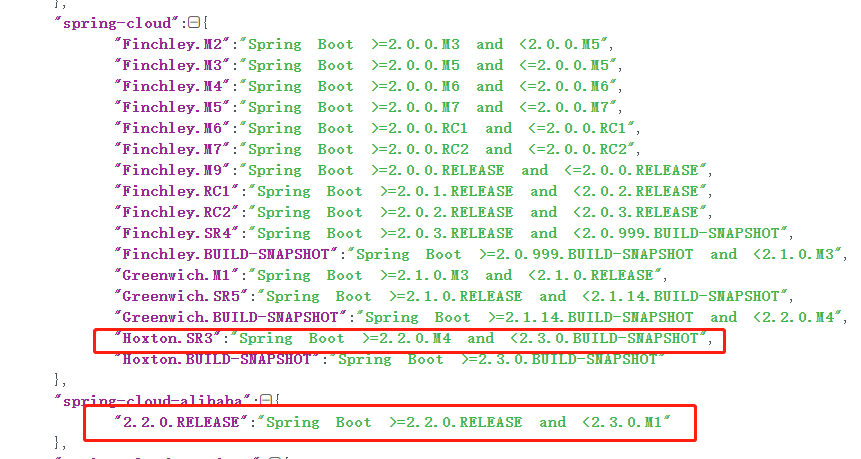 },
"spring-cloud":{
"Finchley.M2":"Spring Boot >=2.0.0.M3 and <2.0.0.M5",
"Finchley.M3":"Spring Boot >=2.0.0.M5 and <=2.0.0.M5",
"Finchley.M4":"Spring Boot >=2.0.0.M6 and <=2.0.0.M6",
"Finchley.M5":"Spring Boot >=2.0.0.M7 and <=2.0.0.M7",
"Finchley.M6":"Spring Boot >=2.0.0.RC1 and <=2.0.0.RC1",
"Finchley.M7":"Spring Boot >=2.0.0.RC2 and <=2.0.0.RC2",
"Finchley.M9":"Spring Boot >=2.0.0.RELEASE and <=2.0.0.RELEASE",
"Finchley.RC1":"Spring Boot >=2.0.1.RELEASE and <2.0.2.RELEASE",
"Finchley.RC2":"Spring Boot >=2.0.2.RELEASE and <2.0.3.RELEASE",
"Finchley.SR4":"Spring Boot >=2.0.3.RELEASE and <2.0.999.BUILD-SNAPSHOT",
"Finchley.BUILD-SNAPSHOT":"Spring Boot >=2.0.999.BUILD-SNAPSHOT and <2.1.0.M3",
"Greenwich.M1":"Spring Boot >=2.1.0.M3 and <2.1.0.RELEASE",
"Greenwich.SR5":"Spring Boot >=2.1.0.RELEASE and <2.1.14.BUILD-SNAPSHOT",
"Greenwich.BUILD-SNAPSHOT":"Spring Boot >=2.1.14.BUILD-SNAPSHOT and <2.2.0.M4",
"Hoxton.SR3":"Spring Boot >=2.2.0.M4 and <2.3.0.BUILD-SNAPSHOT",
"Hoxton.BUILD-SNAPSHOT":"Spring Boot >=2.3.0.BUILD-SNAPSHOT"
},
"spring-cloud-alibaba":{
"2.2.0.RELEASE":"Spring Boot >=2.2.0.RELEASE and <2.3.0.M1"
},